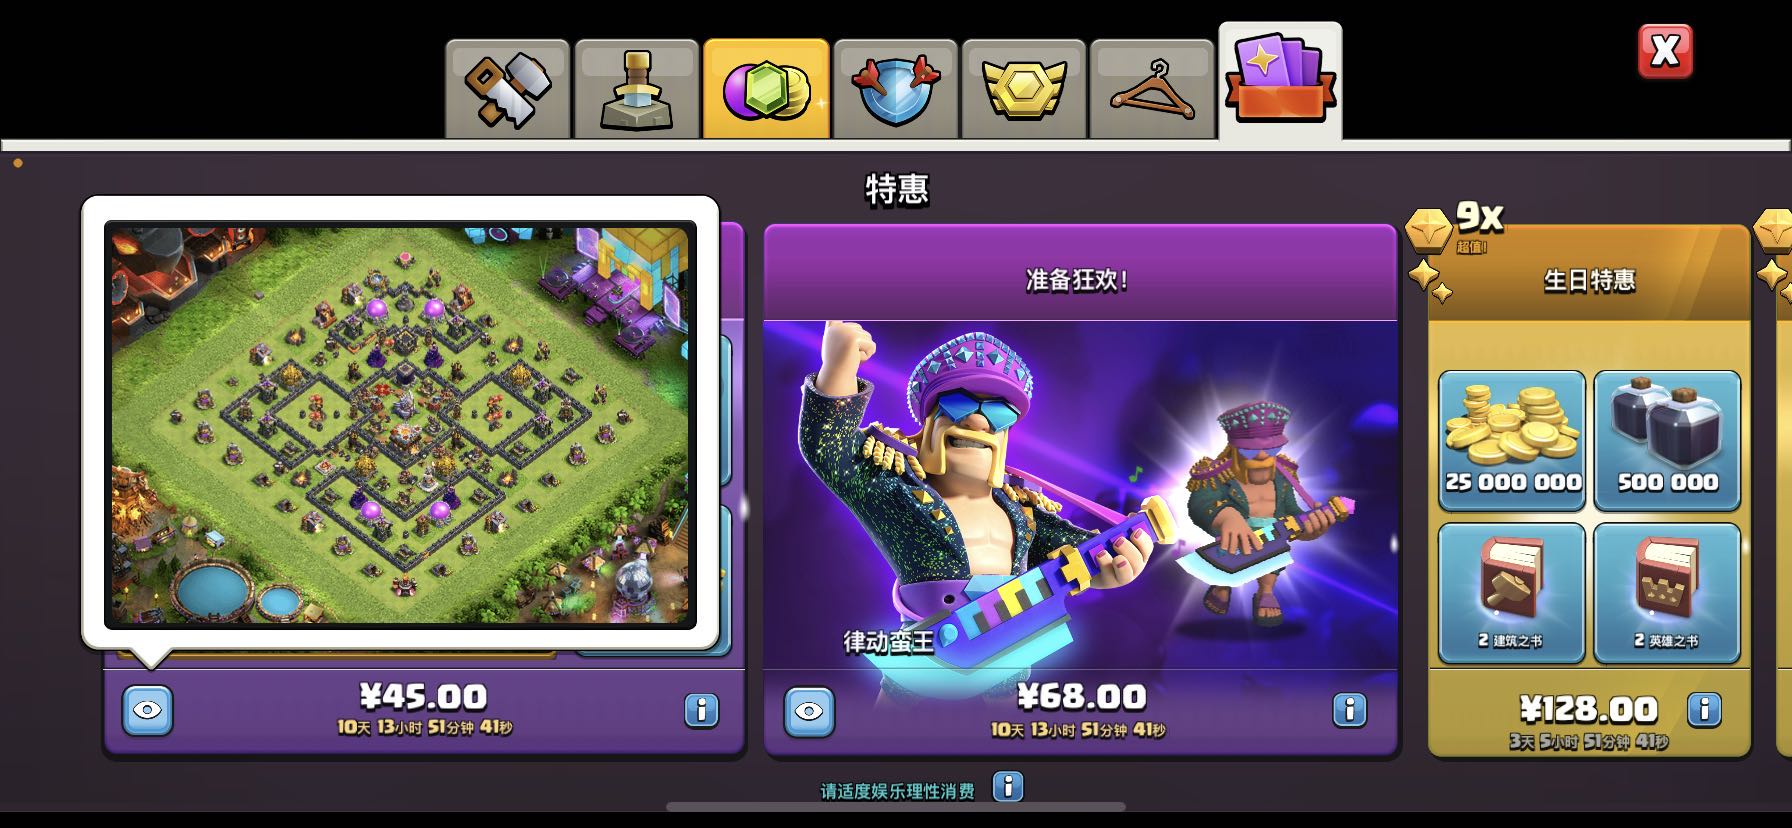 特惠
准备狂欢！
律动蛮王
¥45.00
10天 13小时 51分钟 41秒
¥68.00
10天 13小时 51分钟 41秒
9x
超值！
生日特惠
25 000 000
500 000
2 建筑之书
2 英雄之书
¥128.00
3天 5小时 51分钟 41秒
请适度娱乐理性消费